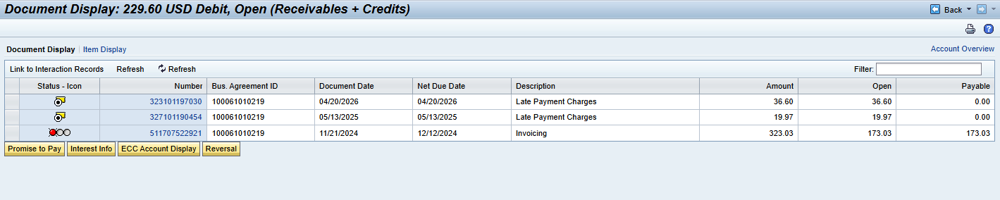 Document Display: 229.60 USD Debit, Open (Receivables + Credits) Back
Document Display Item Display Account Overview
Link to Interaction Records Refresh Refresh Filter:
Status - Icon Number Bus. Agreement ID Document Date Net Due Date Description Amount Open Payable
323101197030 100061010219 04/20/2026 04/20/2026 Late Payment Charges 36.60 36.60 0.00
327101190454 100061010219 05/13/2025 05/13/2025 Late Payment Charges 19.97 19.97 0.00
511707522921 100061010219 11/21/2024 12/12/2024 Invoicing 323.03 173.03 173.03
Promise to Pay Interest Info ECC Account Display Reversal